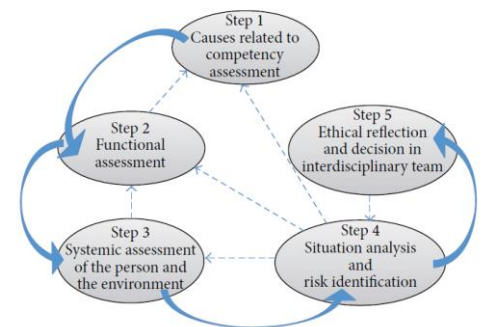 Step 1
Causes related to
competency
assessment
Step 2
Functional
assessment
Step 5
Ethical reflection
and decision in
interdisciplinary team
Step 3
Systemic assessment
of the person and
the environment
Step 4
Situation analysis
and
risk identification